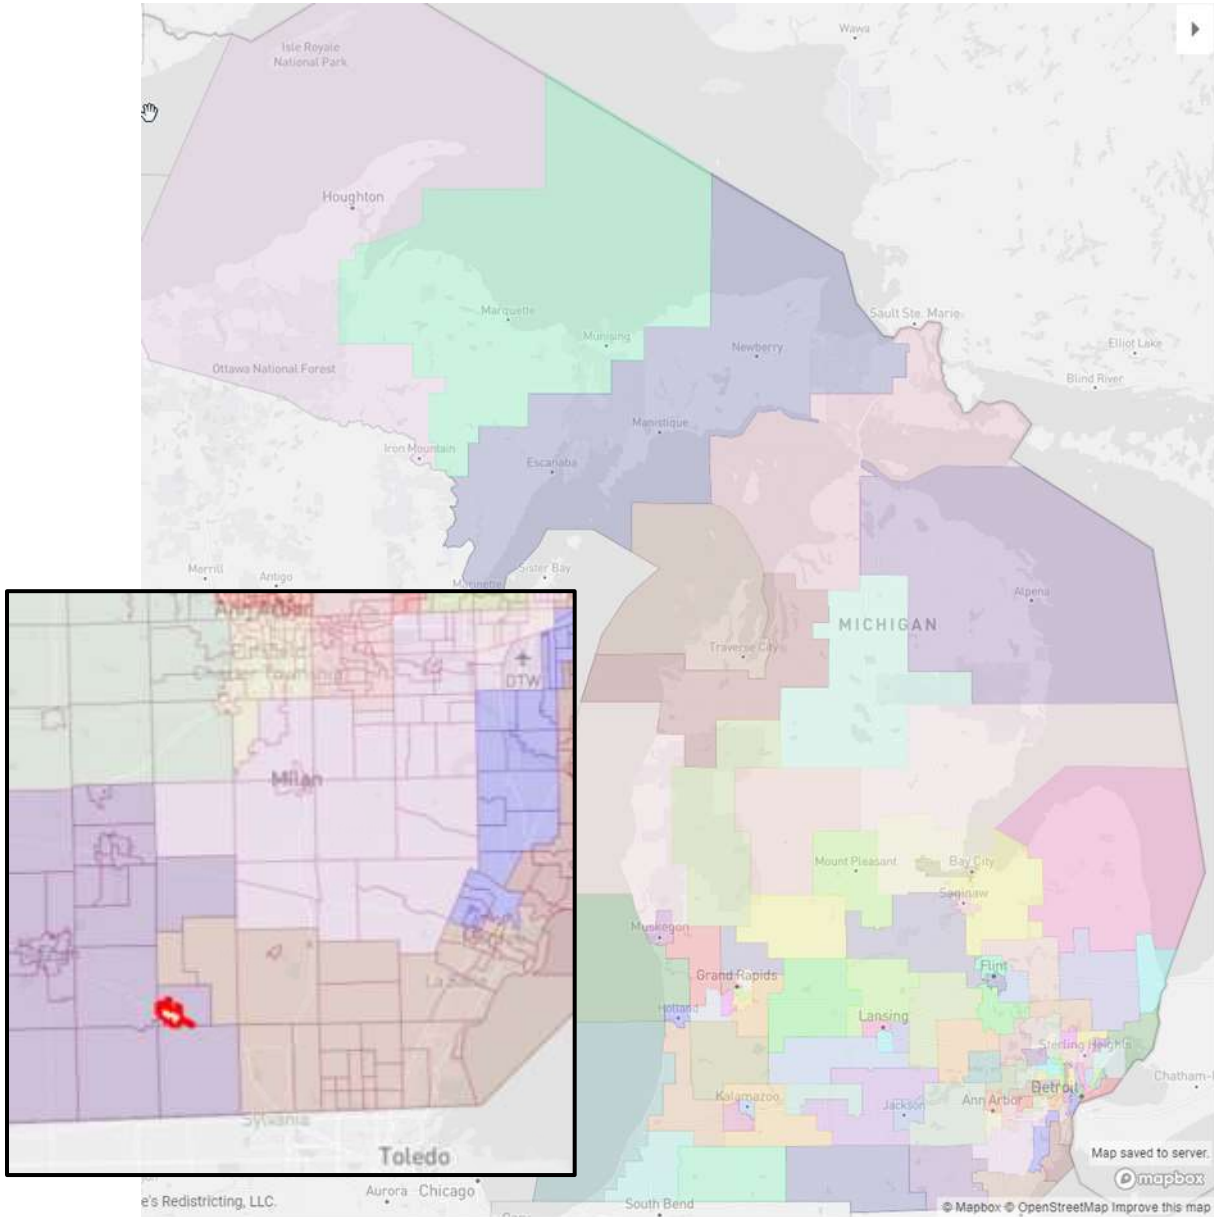 Wawa
Isle Royale
National Park
Houghton
Marquette
Munising
Sault Ste. Marie
Newberry
Elliot Lake
Ottawa National Forest
Blind River
Manistique
Iron Mountain
Escanaba
Merrill
Antigo
Sister Bay
Marinette
Alpena
MICHIGAN
Traverse City
Ann Arbor
DTW
Milan
Mount Pleasant
Bay City
Saginaw
Muskegon
Grand Rapids
Flint
Holland
Lansing
Sterling Heights
Kalamazoo
Jackson
Ann Arbor
Detroit
Chatham-
Sylvania
Toledo
Map saved to server.
mapbox
Aurora
Chicago
e's Redistricting, LLC.
South Bend
© Mapbox © OpenStreetMap Improve this map